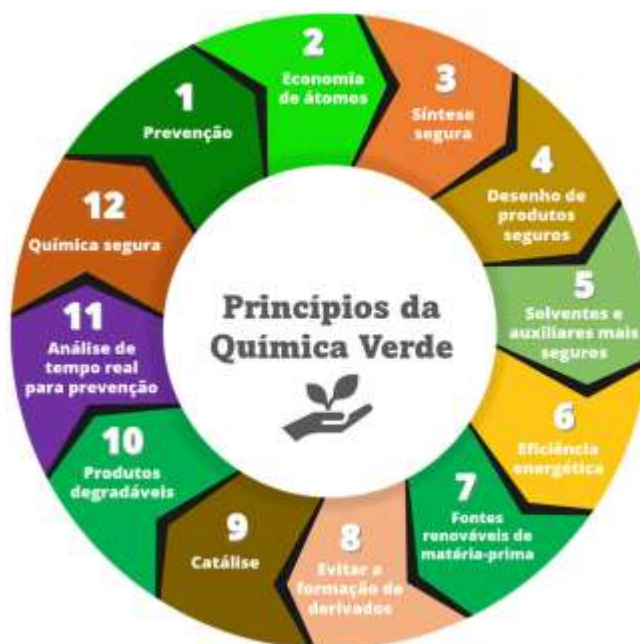 Princípios da
Química Verde
1
Prevenção
2
Economia
de átomos
3
Síntese
segura
4
Desenho de
produtos
seguros
5
Solventes e
auxiliares mais
seguros
6
Eficiência
energética
7
Fontes
renováveis de
matéria-prima
8
Evitar a
formação de
derivados
9
Catálise
10
Produtos
degradáveis
11
Análise de
tempo real
para prevenção
12
Química segura